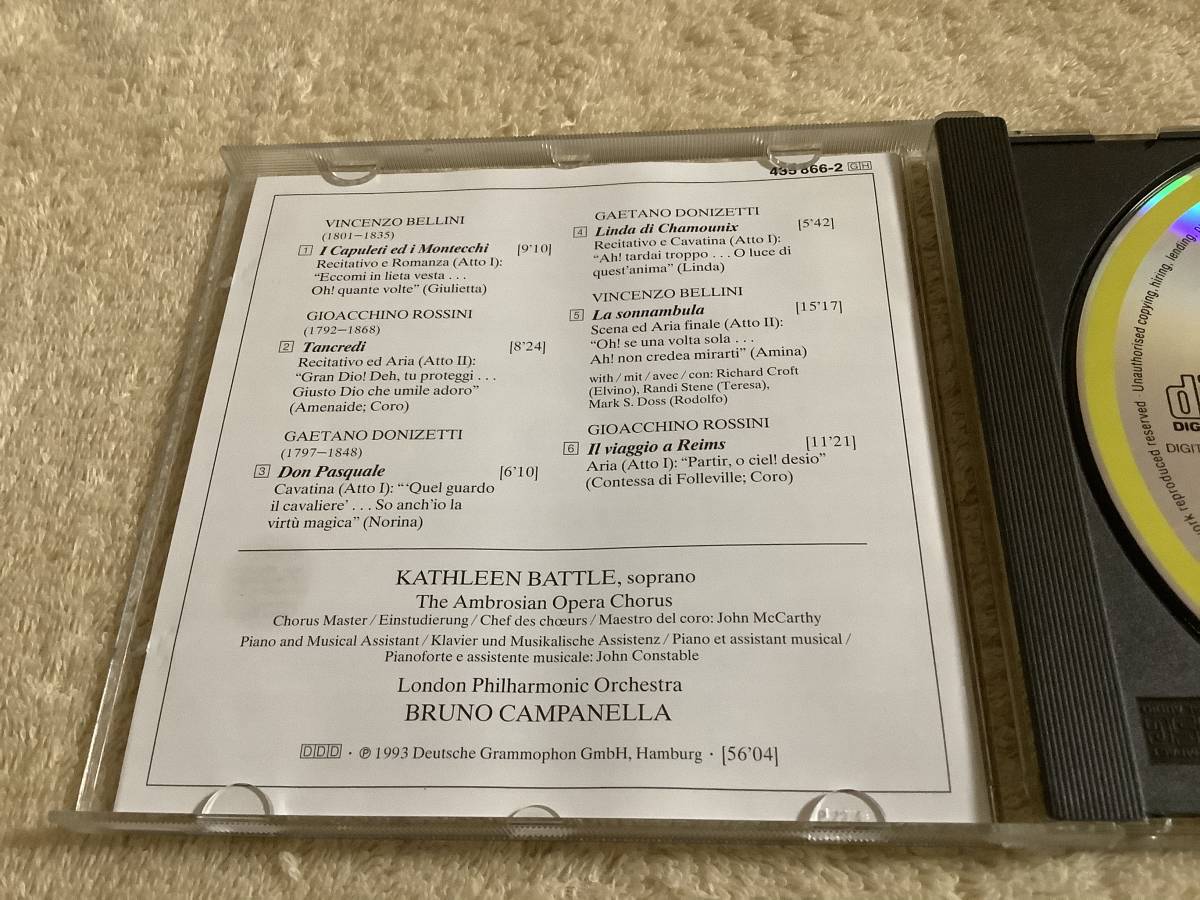 435 866-2 GH
VINCENZO BELLINI
(1801–1835)
1 I Capuleti ed i Montecchi [9'10]
Recitativo e Romanza (Atto I):
“Eccomi in lieta vesta . . .
Oh! quante volte” (Giulietta)
GIOACCHINO ROSSINI
(1792–1868)
2 Tancredi [8'24]
Recitativo ed Aria (Atto II):
“Gran Dio! Deh, tu proteggi . . .
Giusto Dio che umile adoro”
(Amenaide; Coro)
GAETANO DONIZETTI
(1797–1848)
3 Don Pasquale [6'10]
Cavatina (Atto I): “‘Quel guardo
il cavaliere’ . . . So anch'io la
virtù magica” (Norina)
GAETANO DONIZETTI
4 Linda di Chamounix [5'42]
Recitativo e Cavatina (Atto I):
“Ah! tardai troppo . . . O luce di
quest'anima” (Linda)
VINCENZO BELLINI
5 La sonnambula [15'17]
Scena ed Aria finale (Atto II):
“Oh! se una volta sola . . .
Ah! non credea mirarti” (Amina)
with / mit / avec / con: Richard Croft
(Elvino), Randi Stene (Teresa),
Mark S. Doss (Rodolfo)
GIOACCHINO ROSSINI
6 Il viaggio a Reims [11'21]
Aria (Atto I): “Partir, o ciel! desio”
(Contessa di Folleville; Coro)
KATHLEEN BATTLE, soprano
The Ambrosian Opera Chorus
Chorus Master / Einstudierung / Chef des chœurs / Maestro del coro: John McCarthy
Piano and Musical Assistant / Klavier und Musikalische Assistenz / Piano et assistant musical /
Pianoforte e assistente musicale: John Constable
London Philharmonic Orchestra
BRUNO CAMPANELLA
DDD · ℗ 1993 Deutsche Grammophon GmbH, Hamburg · [56'04]
work reproduced reserved · Unauthorised copying, hiring, lending,